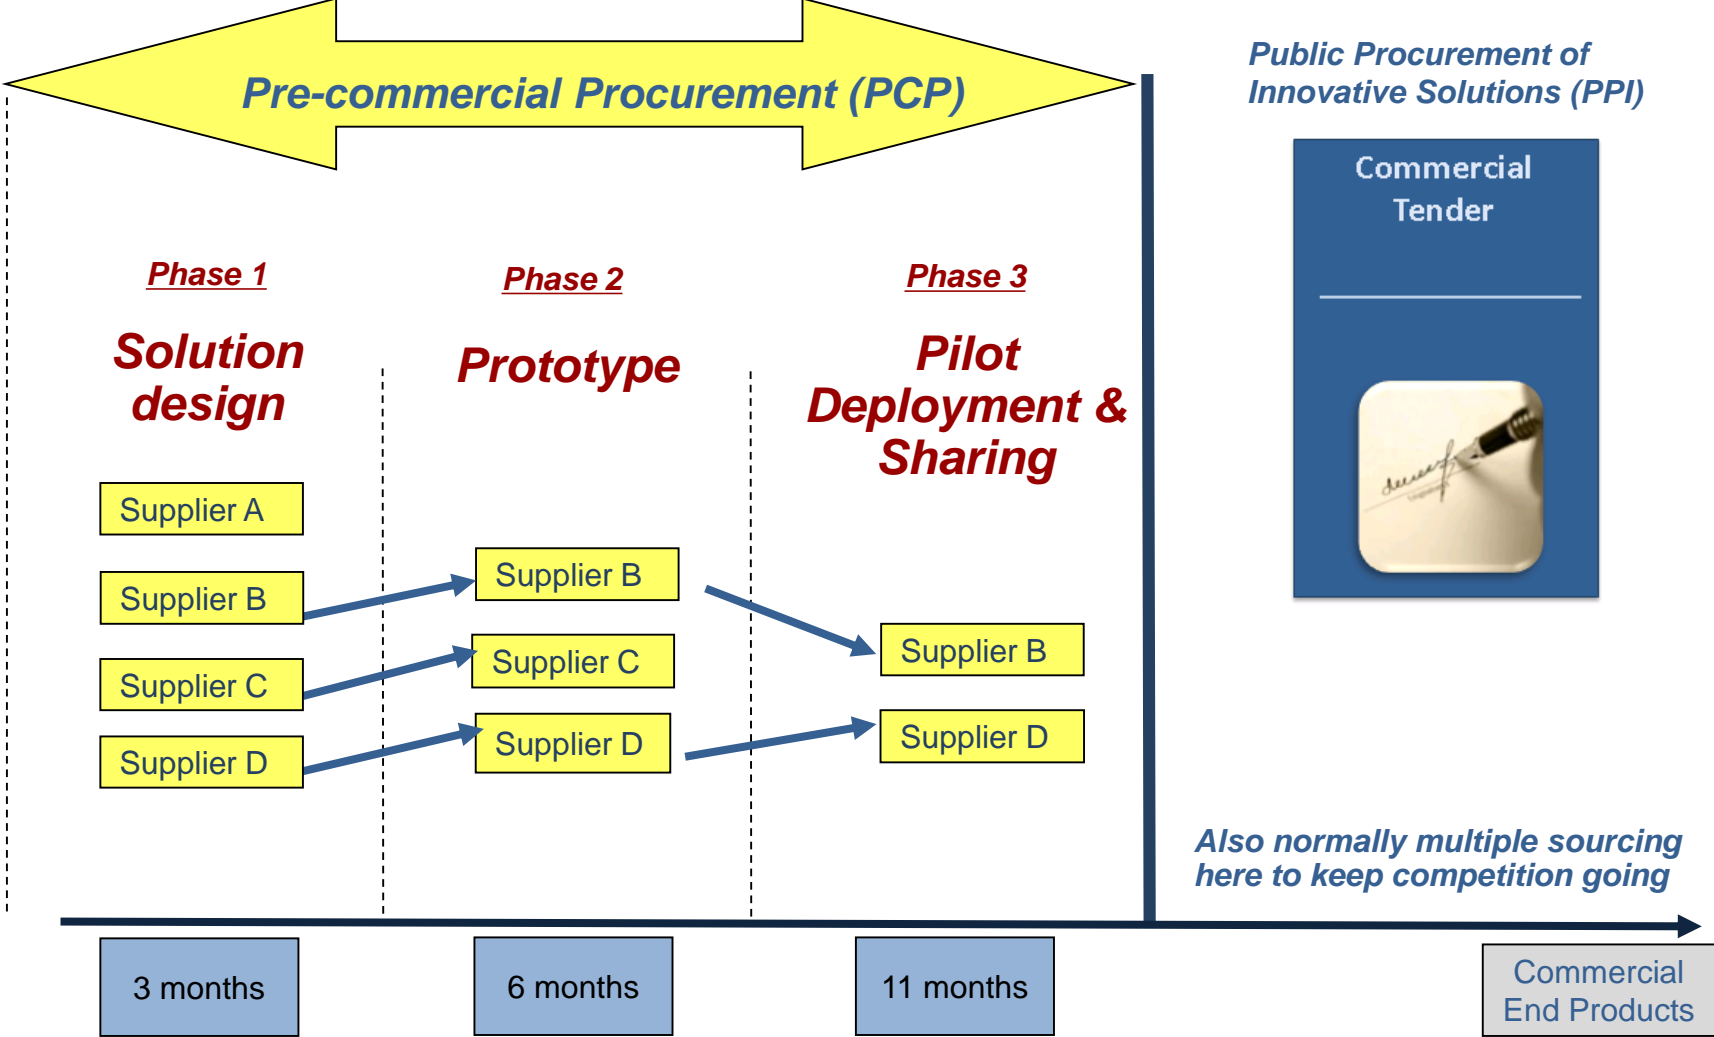 Pre-commercial Procurement (PCP)
Public Procurement of
Innovative Solutions (PPI)
Commercial
Tender
Phase 1
Phase 2
Phase 3
Solution
design
Prototype
Pilot
Deployment &
Sharing
Supplier A
Supplier B
Supplier C
Supplier D
Supplier B
Supplier C
Supplier D
Supplier B
Supplier D
Also normally multiple sourcing
here to keep competition going
3 months
6 months
11 months
Commercial
End Products